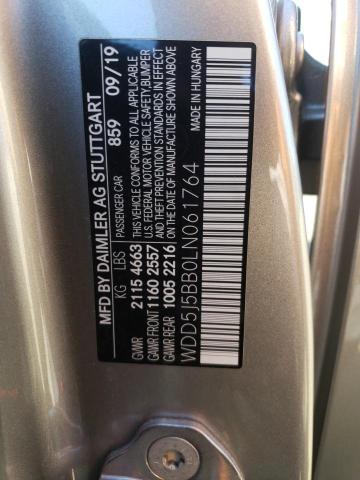 MFD BY DAIMLER AG STUTTGART
PASSENGER CAR 859 09/19
KG LBS
GVWR 2115 4663
GAWR FRONT 1160 2557
GAWR REAR 1005 2216
THIS VEHICLE CONFORMS TO ALL APPLICABLE
U.S. FEDERAL MOTOR VEHICLE SAFETY, BUMPER
AND THEFT PREVENTION STANDARDS IN EFFECT
ON THE DATE OF MANUFACTURE SHOWN ABOVE.
WDD5J5BB0LN061764
MADE IN HUNGARY